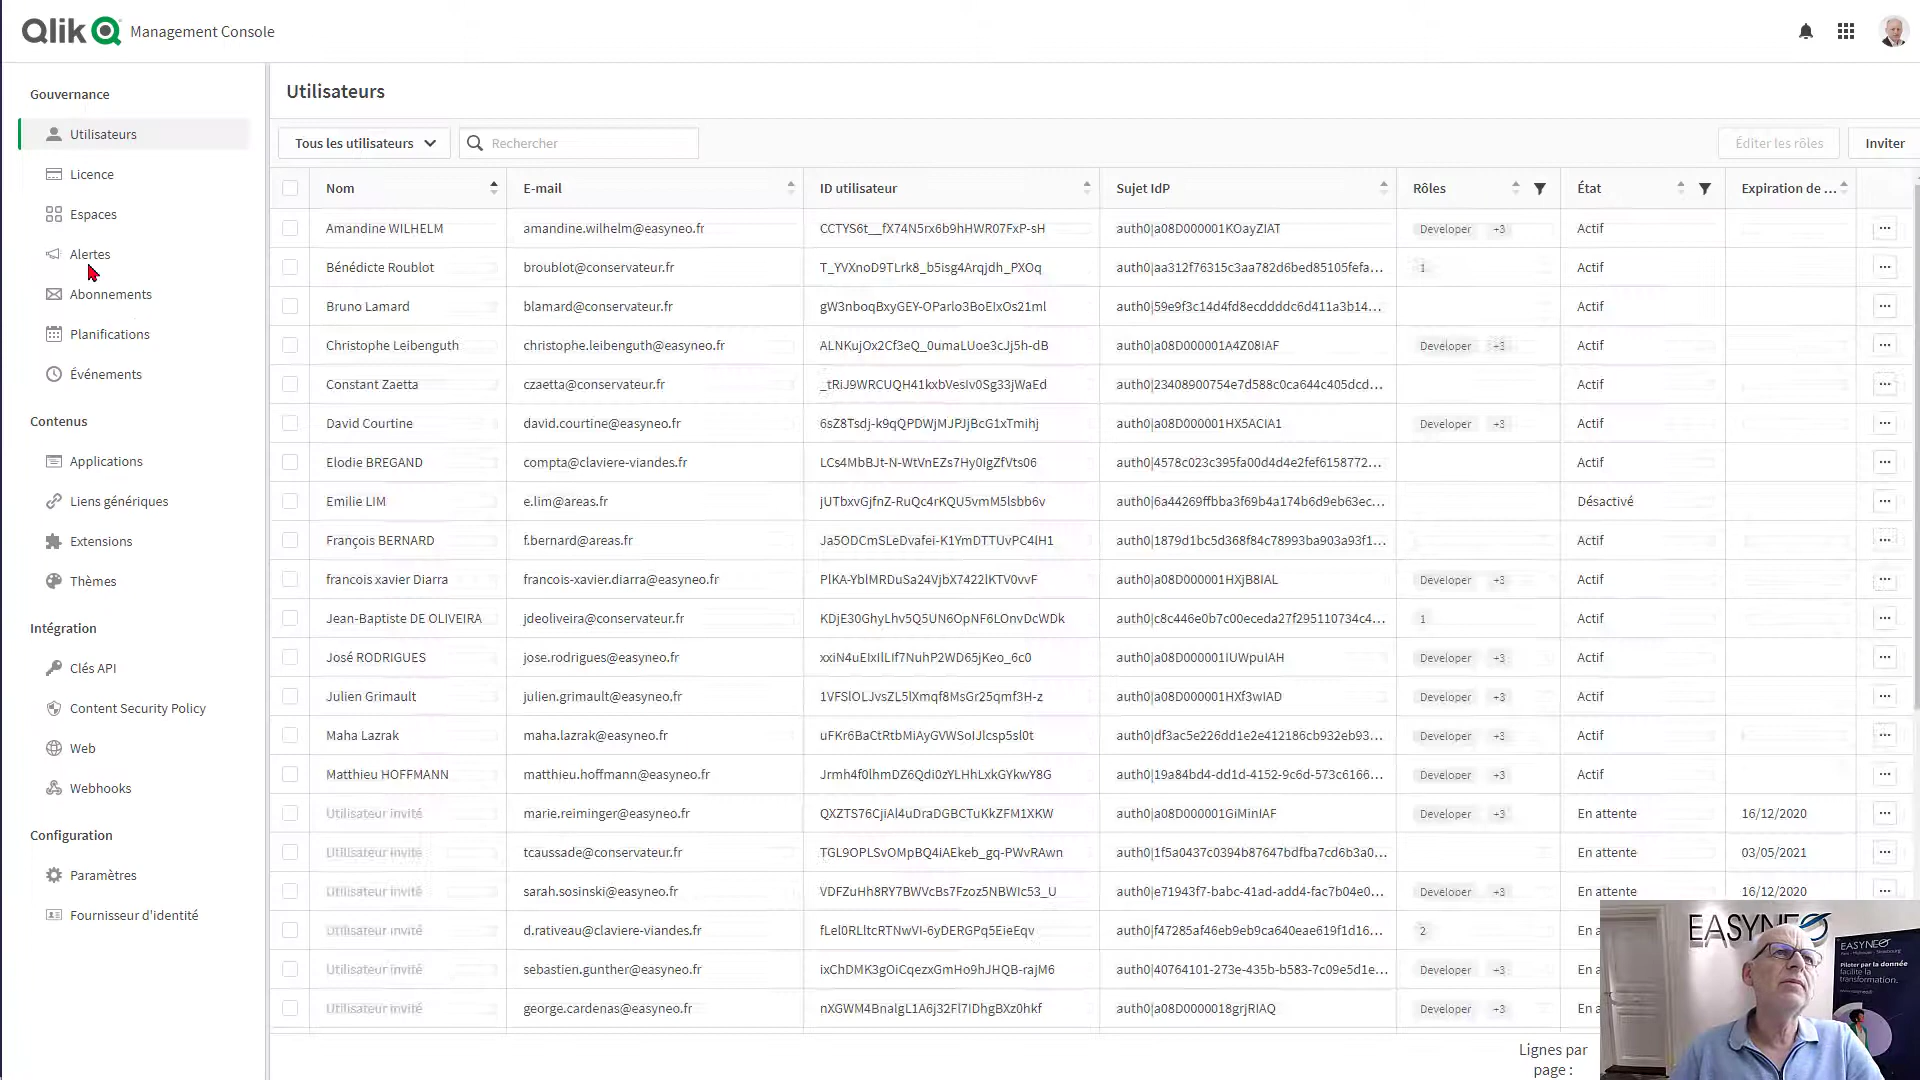 Qlik Management Console
Gouvernance
Utilisateurs
Licence
Espaces
Alertes
Abonnements
Planifications
Événements
Contenus
Applications
Liens génériques
Extensions
Thèmes
Intégration
Clés API
Content Security Policy
Web
Webhooks
Configuration
Paramètres
Fournisseur d'identité
Utilisateurs
Tous les utilisateurs Rechercher Éditer les rôles Inviter
Nom E-mail ID utilisateur Sujet IdP Rôles État Expiration de ...
Amandine WILHELM amandine.wilhelm@easyneo.fr CCTYS6t__fX74N5rx6b9hHWR07FxP-sH auth0|a08D000001KOayZIAT Developer +3 Actif
Bénédicte Roublot broublot@conservateur.fr T_YVXnoD9TLrk8_b5isg4Arqjdh_PXOq auth0|aa312f76315c3aa782d6bed85105fefa... 1 Actif
Bruno Lamard blamard@conservateur.fr gW3nboqBxyGEY-OParlo3BoEIxOs21ml auth0|59e9f3c14d4fd8ecddddc6d411a3b14... Actif
Christophe Leibenguth christophe.leibenguth@easyneo.fr ALNKujOx2Cf3eQ_0umaLUoe3cJj5h-dB auth0|a08D000001A4Z08IAF Developer +3 Actif
Constant Zaetta czaetta@conservateur.fr _tRiJ9WRCUQH41kxbVesIv0Sg33jWaEd auth0|23408900754e7d588c0ca644c405dcd... Actif
David Courtine david.courtine@easyneo.fr 6sZ8Tsdj-k9qQPDWjMJPJjBcG1xTmihj auth0|a08D000001HX5ACIA1 Developer +3 Actif
Elodie BREGAND compta@claviere-viandes.fr LCs4MbBJt-N-WtVnEZs7Hy0IgZfVts06 auth0|4578c023c395fa00d4d4e2fef6158772... Actif
Emilie LIM e.lim@areas.fr jUTbxvGjfnZ-RuQc4rKQU5vmM5lsbb6v auth0|6a44269ffbba3f69b4a174b6d9eb63ec... Désactivé
François BERNARD f.bernard@areas.fr Ja5ODCmSLeDvafei-K1YmDTTUvPC4lH1 auth0|1879d1bc5d368f84c78993ba903a93f1... Actif
francois xavier Diarra francois-xavier.diarra@easyneo.fr PlKA-YblMRDuSa24VjbX7422lKTV0vvF auth0|a08D000001HXjB8IAL Developer +3 Actif
Jean-Baptiste DE OLIVEIRA jdeoliveira@conservateur.fr KDjE30GhyLhv5Q5UN6OpNF6LOnvDcWDk auth0|c8c446e0b7c00eceda27f295110734c4... 1 Actif
José RODRIGUES jose.rodrigues@easyneo.fr xxiN4uEIxIlLIf7NuhP2WD65jKeo_6c0 auth0|a08D000001IUWpuIAH Developer +3 Actif
Julien Grimault julien.grimault@easyneo.fr 1VFSlOLJvsZL5lXmqf8MsGr25qmf3H-z auth0|a08D000001HXf3wIAD Developer +3 Actif
Maha Lazrak maha.lazrak@easyneo.fr uFKr6BaCtRtbMiAyGVWSoIJlcsp5sl0t auth0|df3ac5e226dd1e2e412186cb932eb93... Developer +3 Actif
Matthieu HOFFMANN matthieu.hoffmann@easyneo.fr Jrmh4f0lhmDZ6Qdi0zYLHhLxkGYkwY8G auth0|19a84bd4-dd1d-4152-9c6d-573c6166... Developer +3 Actif
Utilisateur invité marie.reiminger@easyneo.fr QXZTS76CjiAl4uDraDGBCTuKkZFM1XKW auth0|a08D000001GiMinIAF Developer +3 En attente 16/12/2020
Utilisateur invité tcaussade@conservateur.fr TGL9OPLSvOMpBQ4iAEkeb_gq-PWvRAwn auth0|1f5a0437c0394b87647bdfba7cd6b3a0... En attente 03/05/2021
Utilisateur invité sarah.sosinski@easyneo.fr VDFZuHh8RY7BWVcBs7Fzoz5NBWIc53_U auth0|e71943f7-babc-41ad-add4-fac7b04e0... Developer +3 En attente 16/12/2020
Utilisateur invité d.rativeau@claviere-viandes.fr fLel0RLltcRTNwVI-6yDERGPq5EieEqv auth0|f47285af46eb9eb9ca640eae619f1d16... 2 En a
Utilisateur invité sebastien.gunther@easyneo.fr ixChDMK3gOiCqezxGmHo9hJHQB-rajM6 auth0|40764101-273e-435b-b583-7c09e5d1e... Developer +3 En a
Utilisateur invité george.cardenas@easyneo.fr nXGWM4BnaIgL1A6j32Fl7IDhgBXz0hkf auth0|a08D0000018grjRIAQ Developer +3 En a
Lignes par
page :
EASYNEO
EASYNEO
Piloter par la donnée
facilite la
transformation.